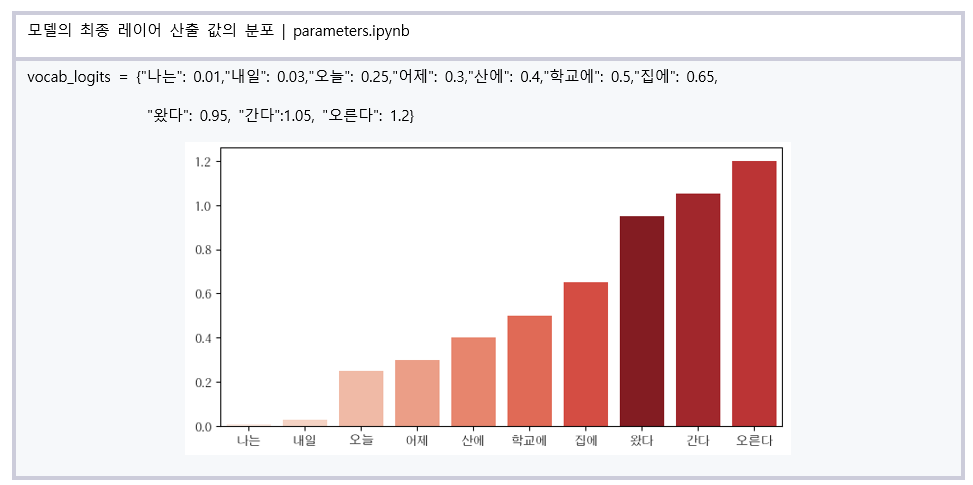 모델의 최종 레이어 산출 값의 분포 | parameters.ipynb
vocab_logits = {"나는": 0.01,"내일": 0.03,"오늘": 0.25,"어제": 0.3,"산에": 0.4,"학교에": 0.5,"집에": 0.65,
"왔다": 0.95, "간다":1.05, "오른다": 1.2}
1.2
1.0
0.8
0.6
0.4
0.2
0.0
나는 내일 오늘 어제 산에 학교에 집에 왔다 간다 오른다